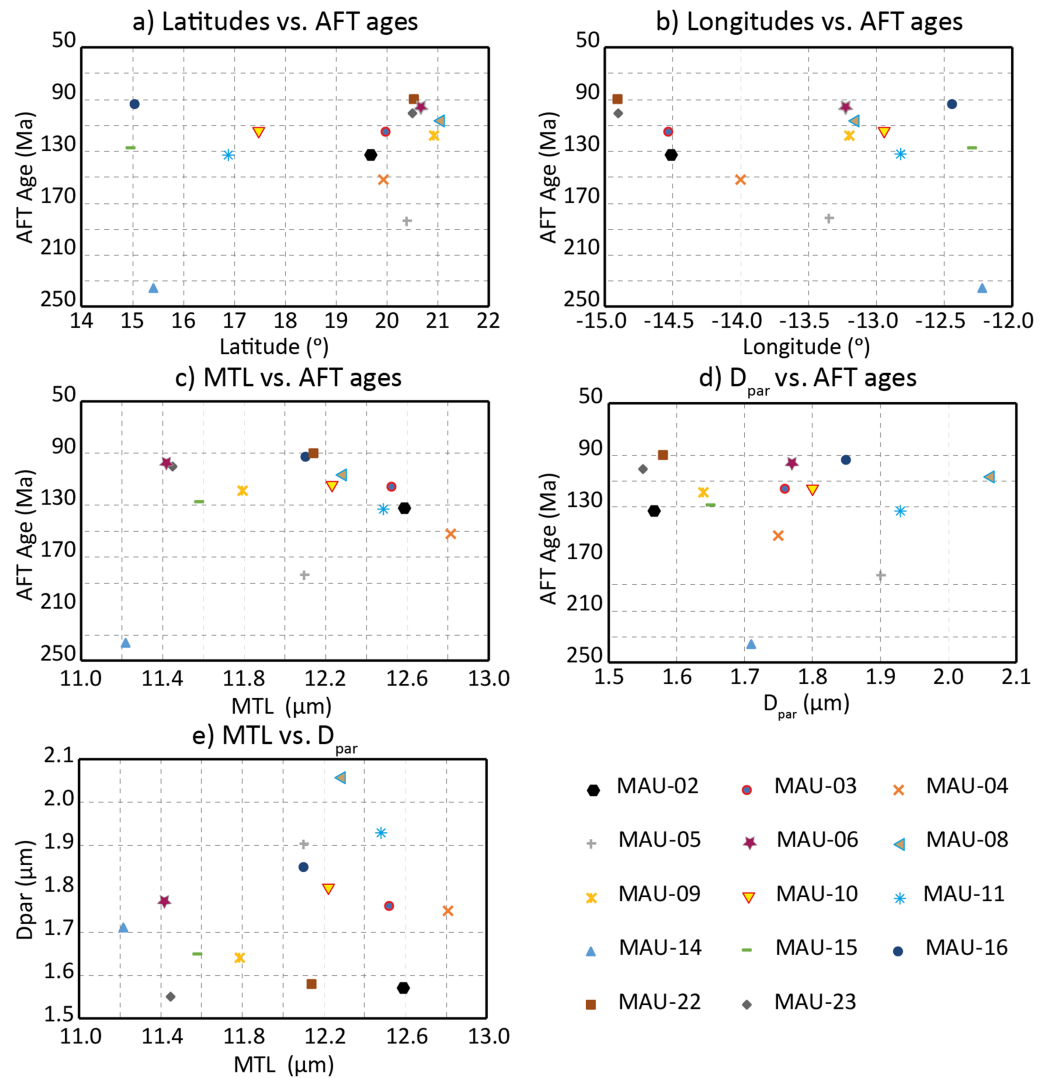 a) Latitudes vs. AFT ages
50
90
130
170
210
250
AFT Age (Ma)
14 15 16 17 18 19 20 21 22
Latitude (°)
b) Longitudes vs. AFT ages
50
90
130
170
210
250
AFT Age (Ma)
-15.0 -14.5 -14.0 -13.5 -13.0 -12.5 -12.0
Longitude (°)
c) MTL vs. AFT ages
50
90
130
170
210
250
AFT Age (Ma)
11.0 11.4 11.8 12.2 12.6 13.0
MTL (μm)
d) Dpar vs. AFT ages
50
90
130
170
210
250
AFT Age (Ma)
1.5 1.6 1.7 1.8 1.9 2.0 2.1
Dpar (μm)
e) MTL vs. Dpar
2.1
2.0
1.9
1.8
1.7
1.6
1.5
Dpar (μm)
11.0 11.4 11.8 12.2 12.6 13.0
MTL (μm)
MAU-02 MAU-03 MAU-04
MAU-05 MAU-06 MAU-08
MAU-09 MAU-10 MAU-11
MAU-14 MAU-15 MAU-16
MAU-22 MAU-23